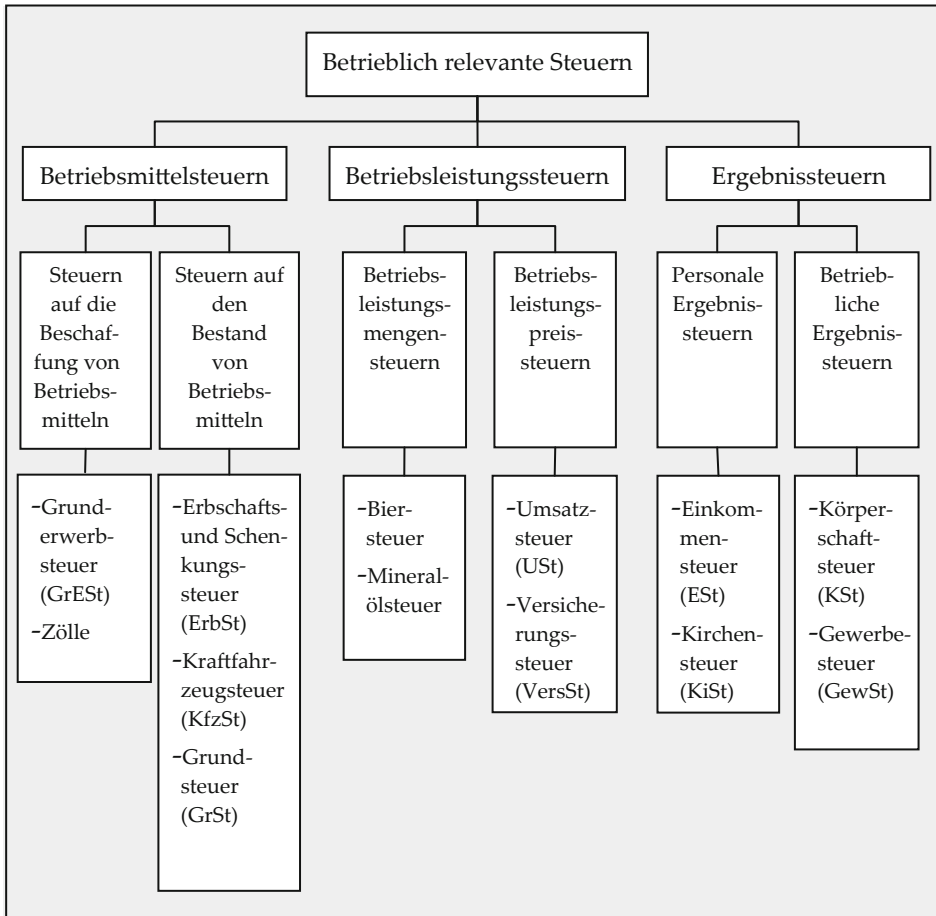 Betrieblich relevante Steuern
Betriebsmittelsteuern
Betriebsleistungssteuern
Ergebnissteuern
Steuern
auf die
Beschaf-
fung von
Betriebs-
mitteln
Steuern auf
den
Bestand
von
Betriebs-
mitteln
Betriebs-
leistungs-
mengen-
steuern
Betriebs-
leistungs-
preis-
steuern
Personale
Ergebnis-
steuern
Betrieb-
liche
Ergebnis-
steuern
-Grund-
erwerb-
steuer
(GrESt)
-Zölle
-Erbschafts-
und Schen-
kungs-
steuer
(ErbSt)
-Kraftfahr-
zeugsteuer
(KfzSt)
-Grund-
steuer
(GrSt)
-Bier-
steuer
-Mineral-
ölsteuer
-Umsatz-
steuer
(USt)
-Versiche-
rungs-
steuer
(VersSt)
-Einkom-
men-
steuer
(ESt)
-Kirchen-
steuer
(KiSt)
-Körper-
schaft-
steuer
(KSt)
-Gewerbe-
steuer
(GewSt)